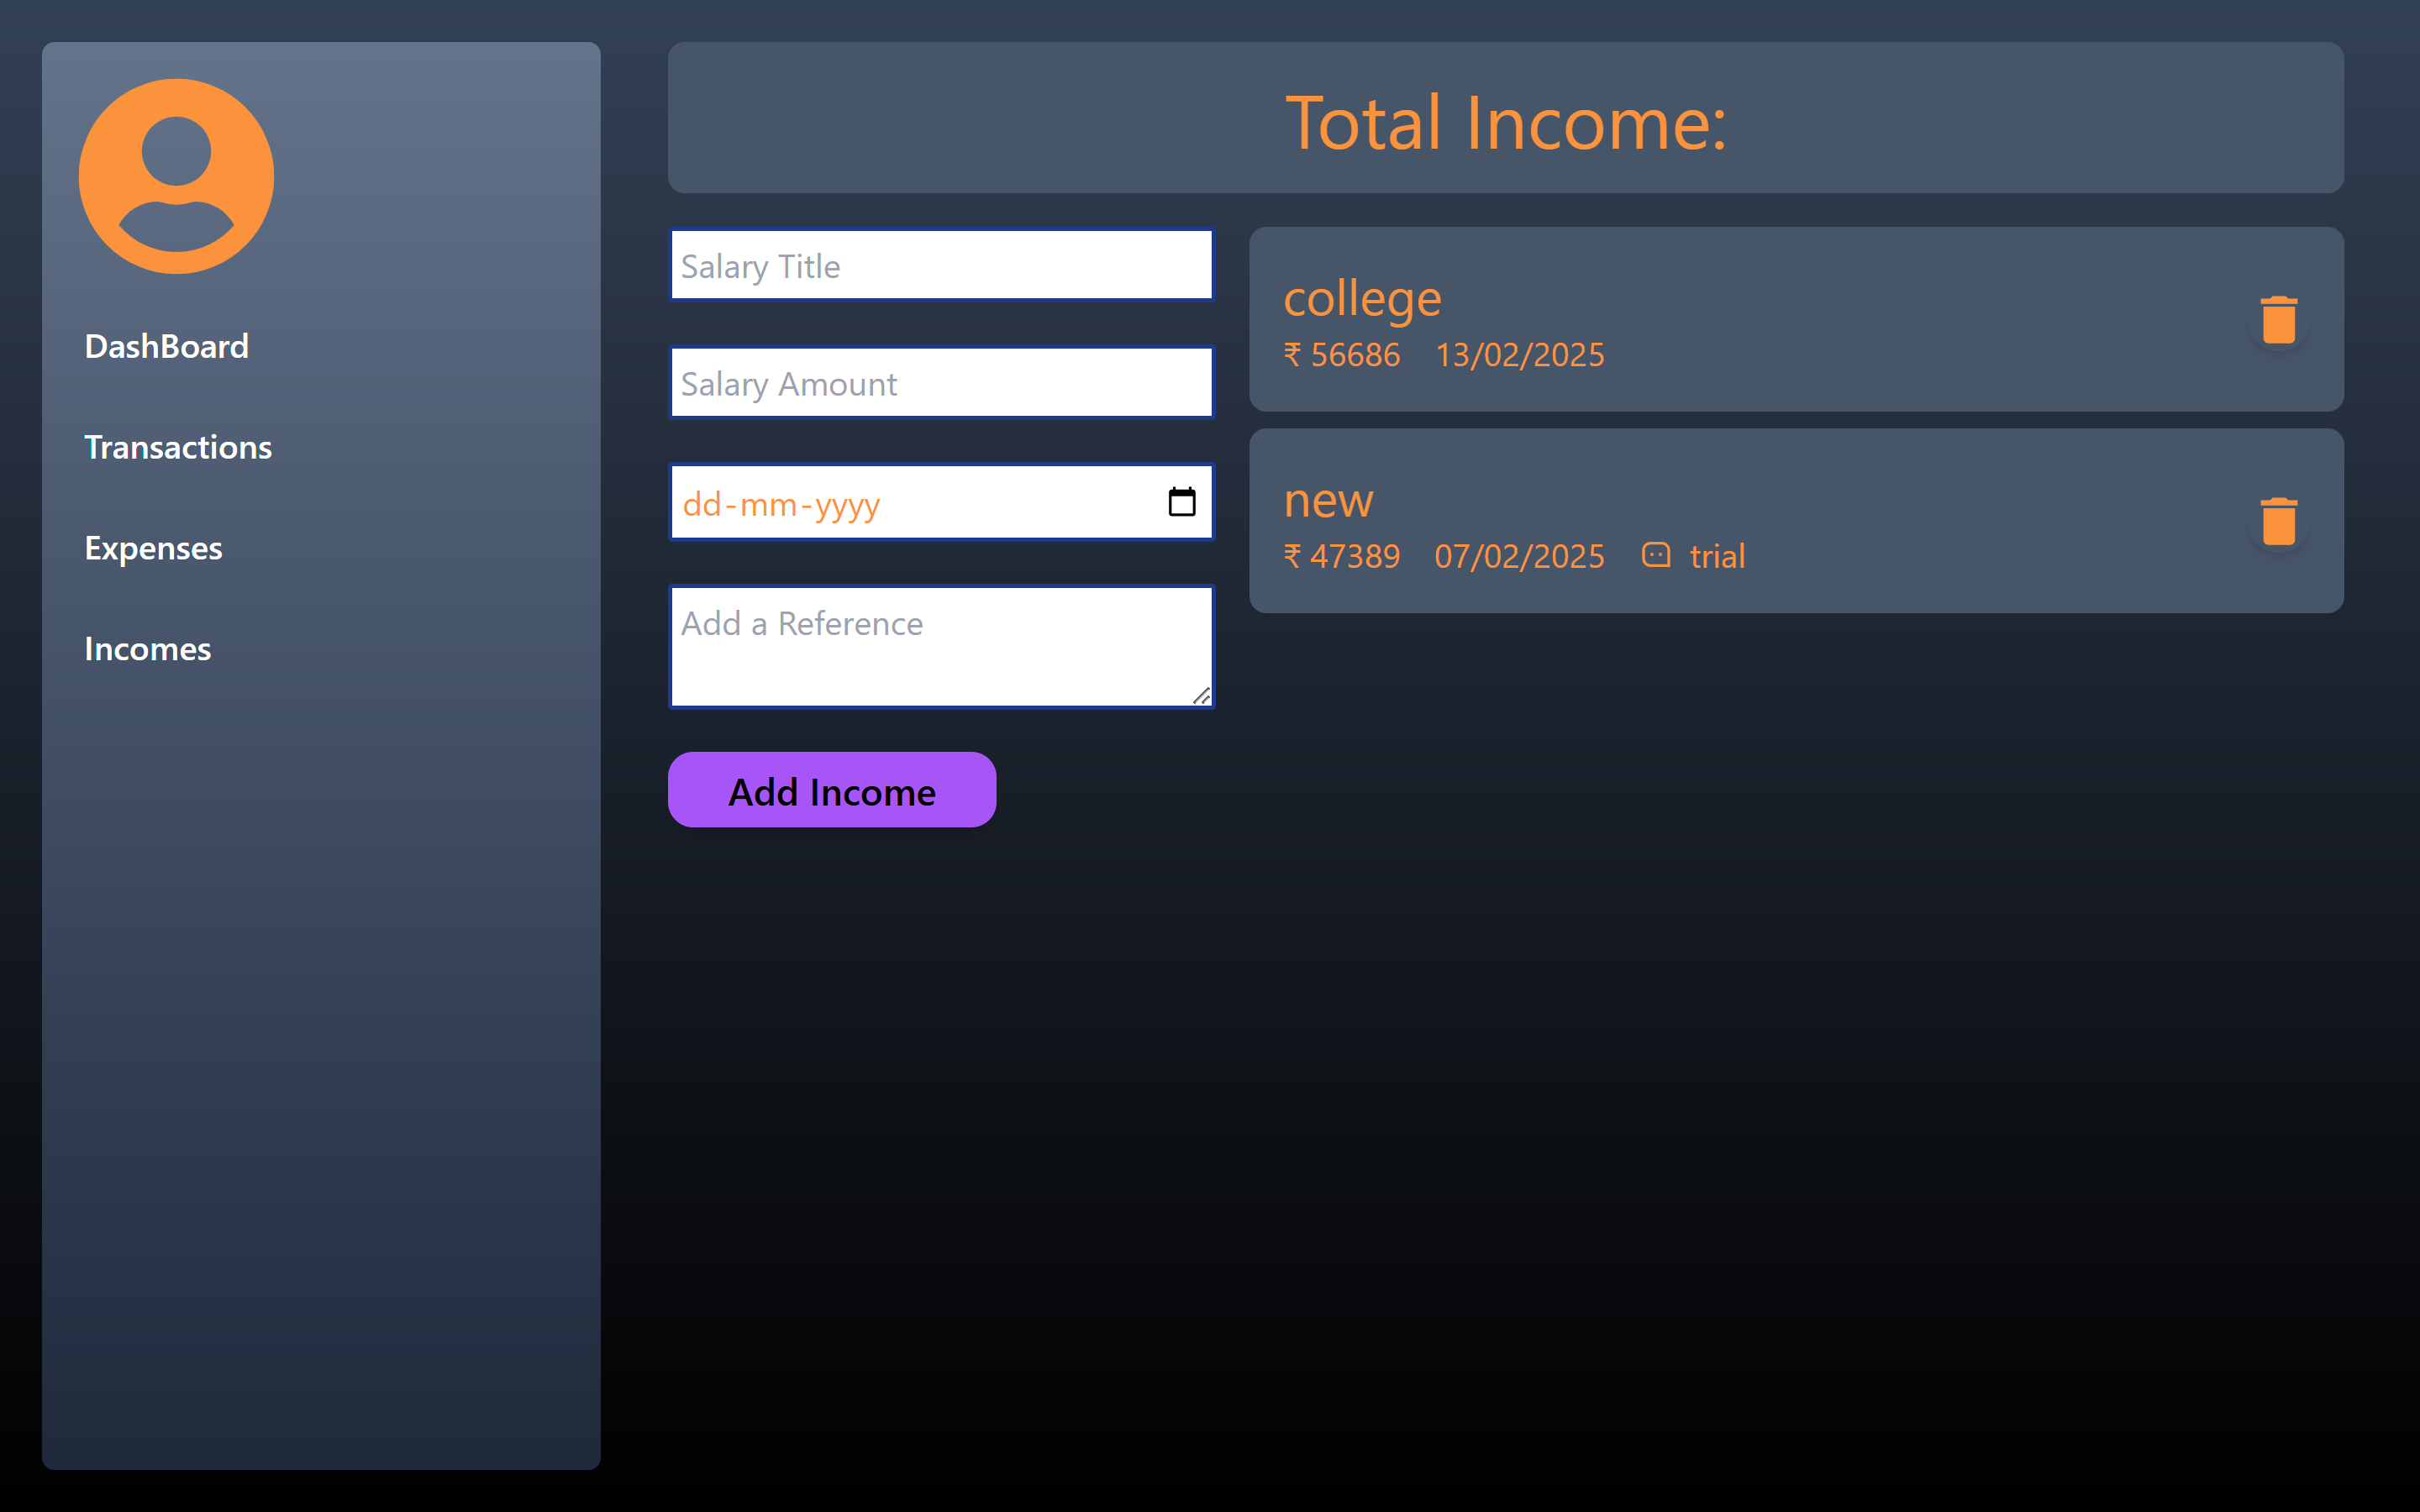 DashBoard
Transactions
Expenses
Incomes
Total Income:
Salary Title
Salary Amount
dd-mm-yyyy
Add a Reference
Add Income
college
₹ 56686 13/02/2025
new
₹ 47389 07/02/2025 trial